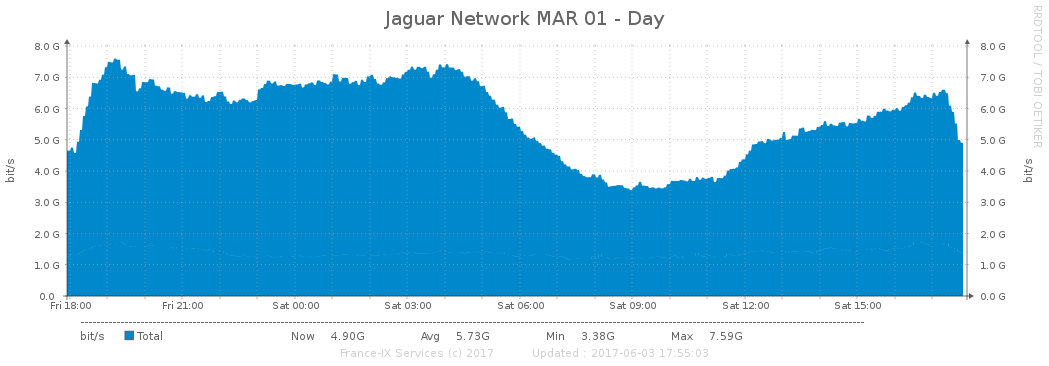 Jaguar Network MAR 01 - Day
RRDTOOL / TOBI OETIKER
8.0 G 8.0 G
7.0 G 7.0 G
6.0 G 6.0 G
5.0 G 5.0 G
4.0 G 4.0 G
3.0 G 3.0 G
2.0 G 2.0 G
1.0 G 1.0 G
0.0 0.0 G
bit/s bit/s
Fri 18:00 Fri 21:00 Sat 00:00 Sat 03:00 Sat 06:00 Sat 09:00 Sat 12:00 Sat 15:00
bit/s Total Now 4.90G Avg 5.73G Min 3.38G Max 7.59G
France-IX Services (c) 2017 Updated : 2017-06-03 17:55:03